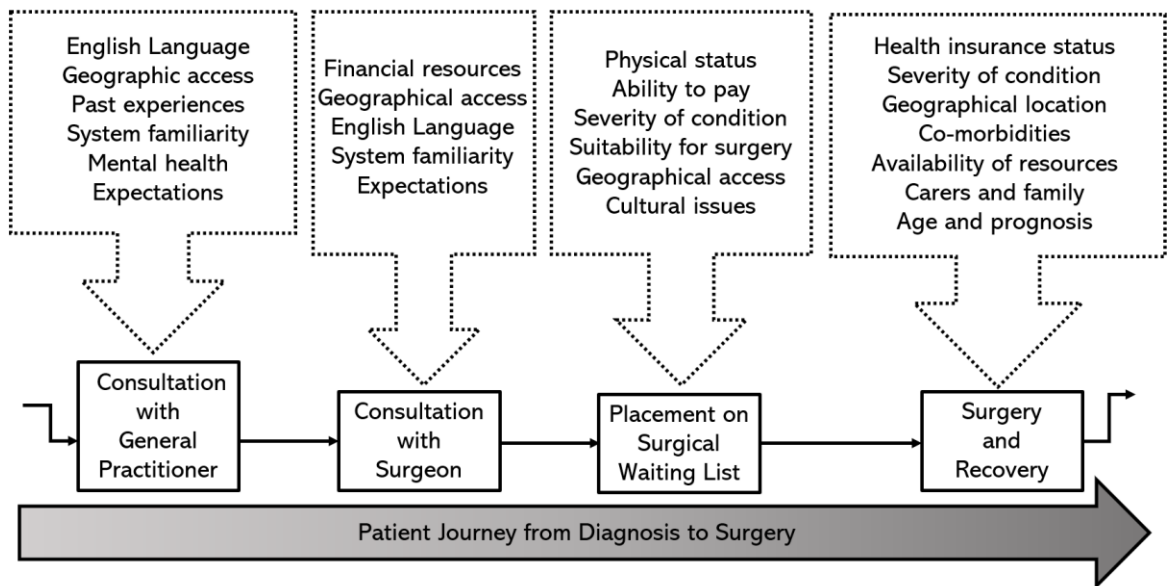 English Language
Geographic access
Past experiences
System familiarity
Mental health
Expectations
Financial resources
Geographical access
English Language
System familiarity
Expectations
Physical status
Ability to pay
Severity of condition
Suitability for surgery
Geographical access
Cultural issues
Health insurance status
Severity of condition
Geographical location
Co-morbidities
Availability of resources
Carers and family
Age and prognosis
Consultation
with
General
Practitioner
Consultation
with
Surgeon
Placement on
Surgical
Waiting List
Surgery
and
Recovery
Patient Journey from Diagnosis to Surgery